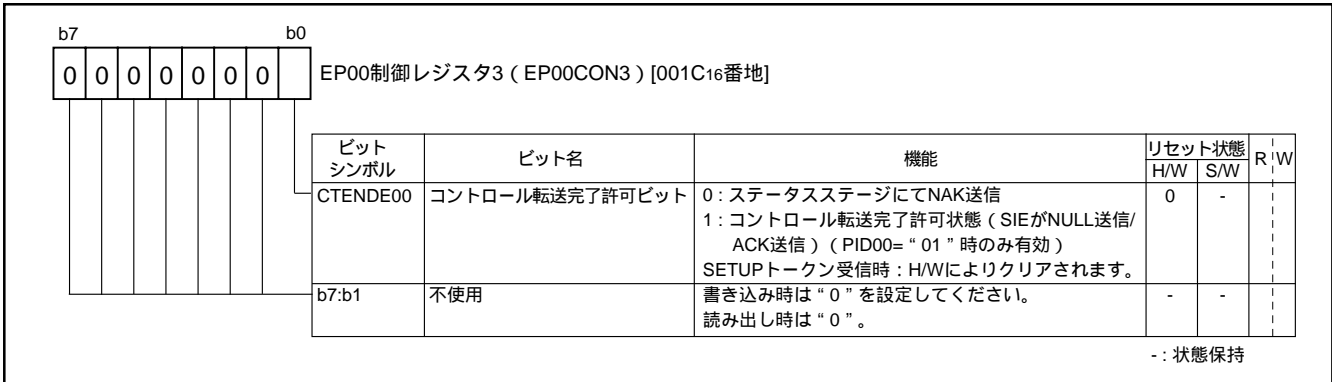 b7 b0
0 0 0 0 0 0 0 EP00制御レジスタ3(EP00CON3)[001C16番地]
ビット シンボル ビット名 機能 リセット状態 R W
H/W S/W
CTENDE00 コントロール転送完了許可ビット 0 : ステータスステージにてNAK送信 0 -
1 : コントロール転送完了許可状態(SIEがNULL送信/
ACK送信)(PID00= “ 01 ” 時のみ有効)
SETUPトークン受信時 : H/Wによりクリアされます。
b7:b1 不使用 書き込み時は “ 0 ” を設定してください。 - -
読み出し時は “ 0 ” 。
- : 状態保持